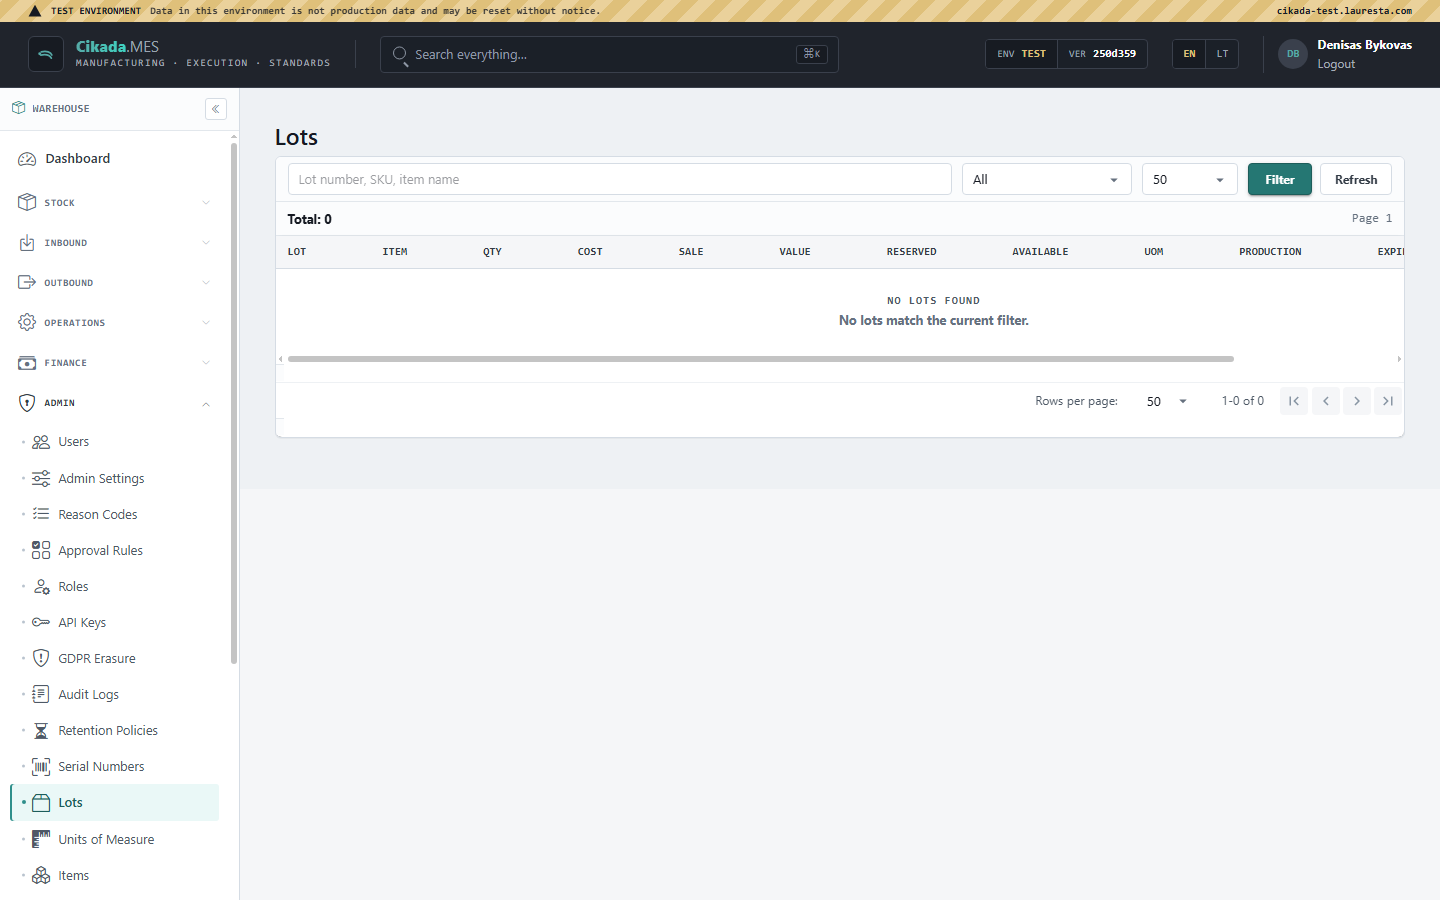 TEST ENVIRONMENT Data in this environment is not production data and may be reset without notice. cikada-test.lauresta.com
Cikada.MES
MANUFACTURING · EXECUTION · STANDARDS
Search everything... ⌘K
ENV TEST VER 250d359 EN LT
DB Denisas Bykovas
Logout
WAREHOUSE
Dashboard
STOCK
INBOUND
OUTBOUND
OPERATIONS
FINANCE
ADMIN
Users
Admin Settings
Reason Codes
Approval Rules
Roles
API Keys
GDPR Erasure
Audit Logs
Retention Policies
Serial Numbers
Lots
Units of Measure
Items
Lots
Lot number, SKU, item name All 50 Filter Refresh
Total: 0 Page 1
LOT ITEM QTY COST SALE VALUE RESERVED AVAILABLE UOM PRODUCTION EXPI
NO LOTS FOUND
No lots match the current filter.
Rows per page: 50 1-0 of 0